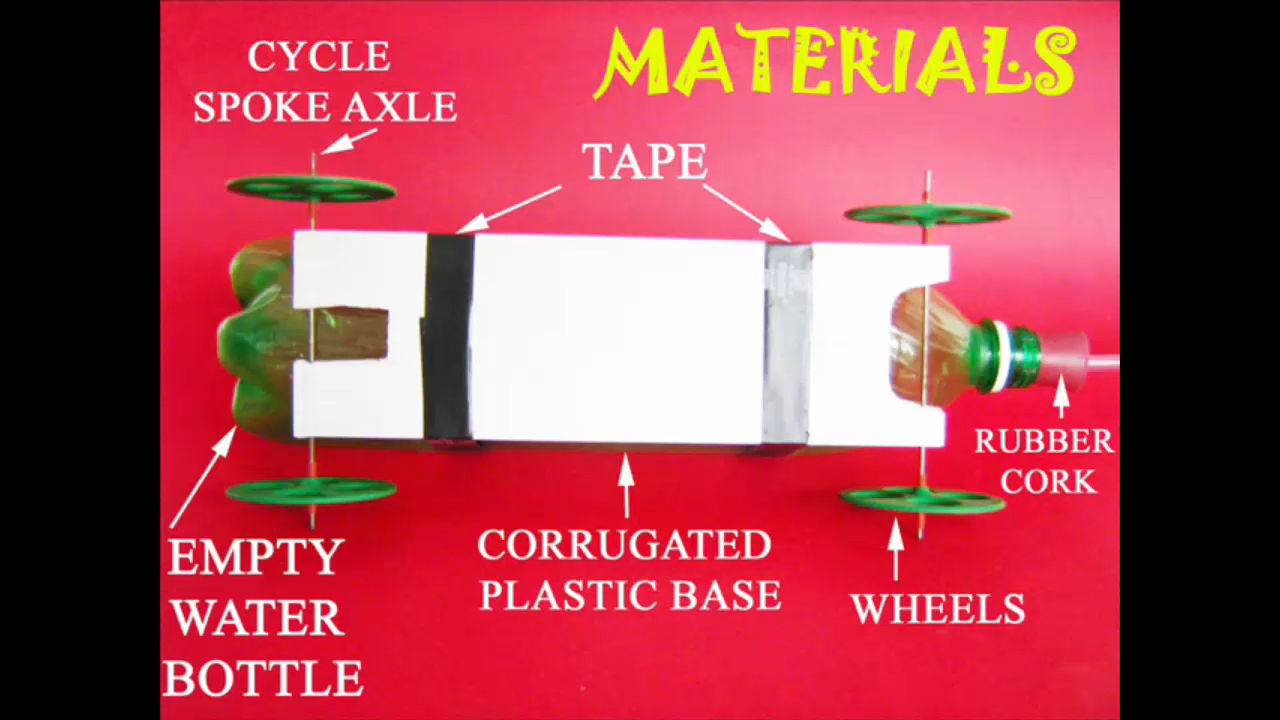 MATERIALS
CYCLE
SPOKE AXLE
TAPE
RUBBER
CORK
EMPTY
WATER
BOTTLE
CORRUGATED
PLASTIC BASE
WHEELS